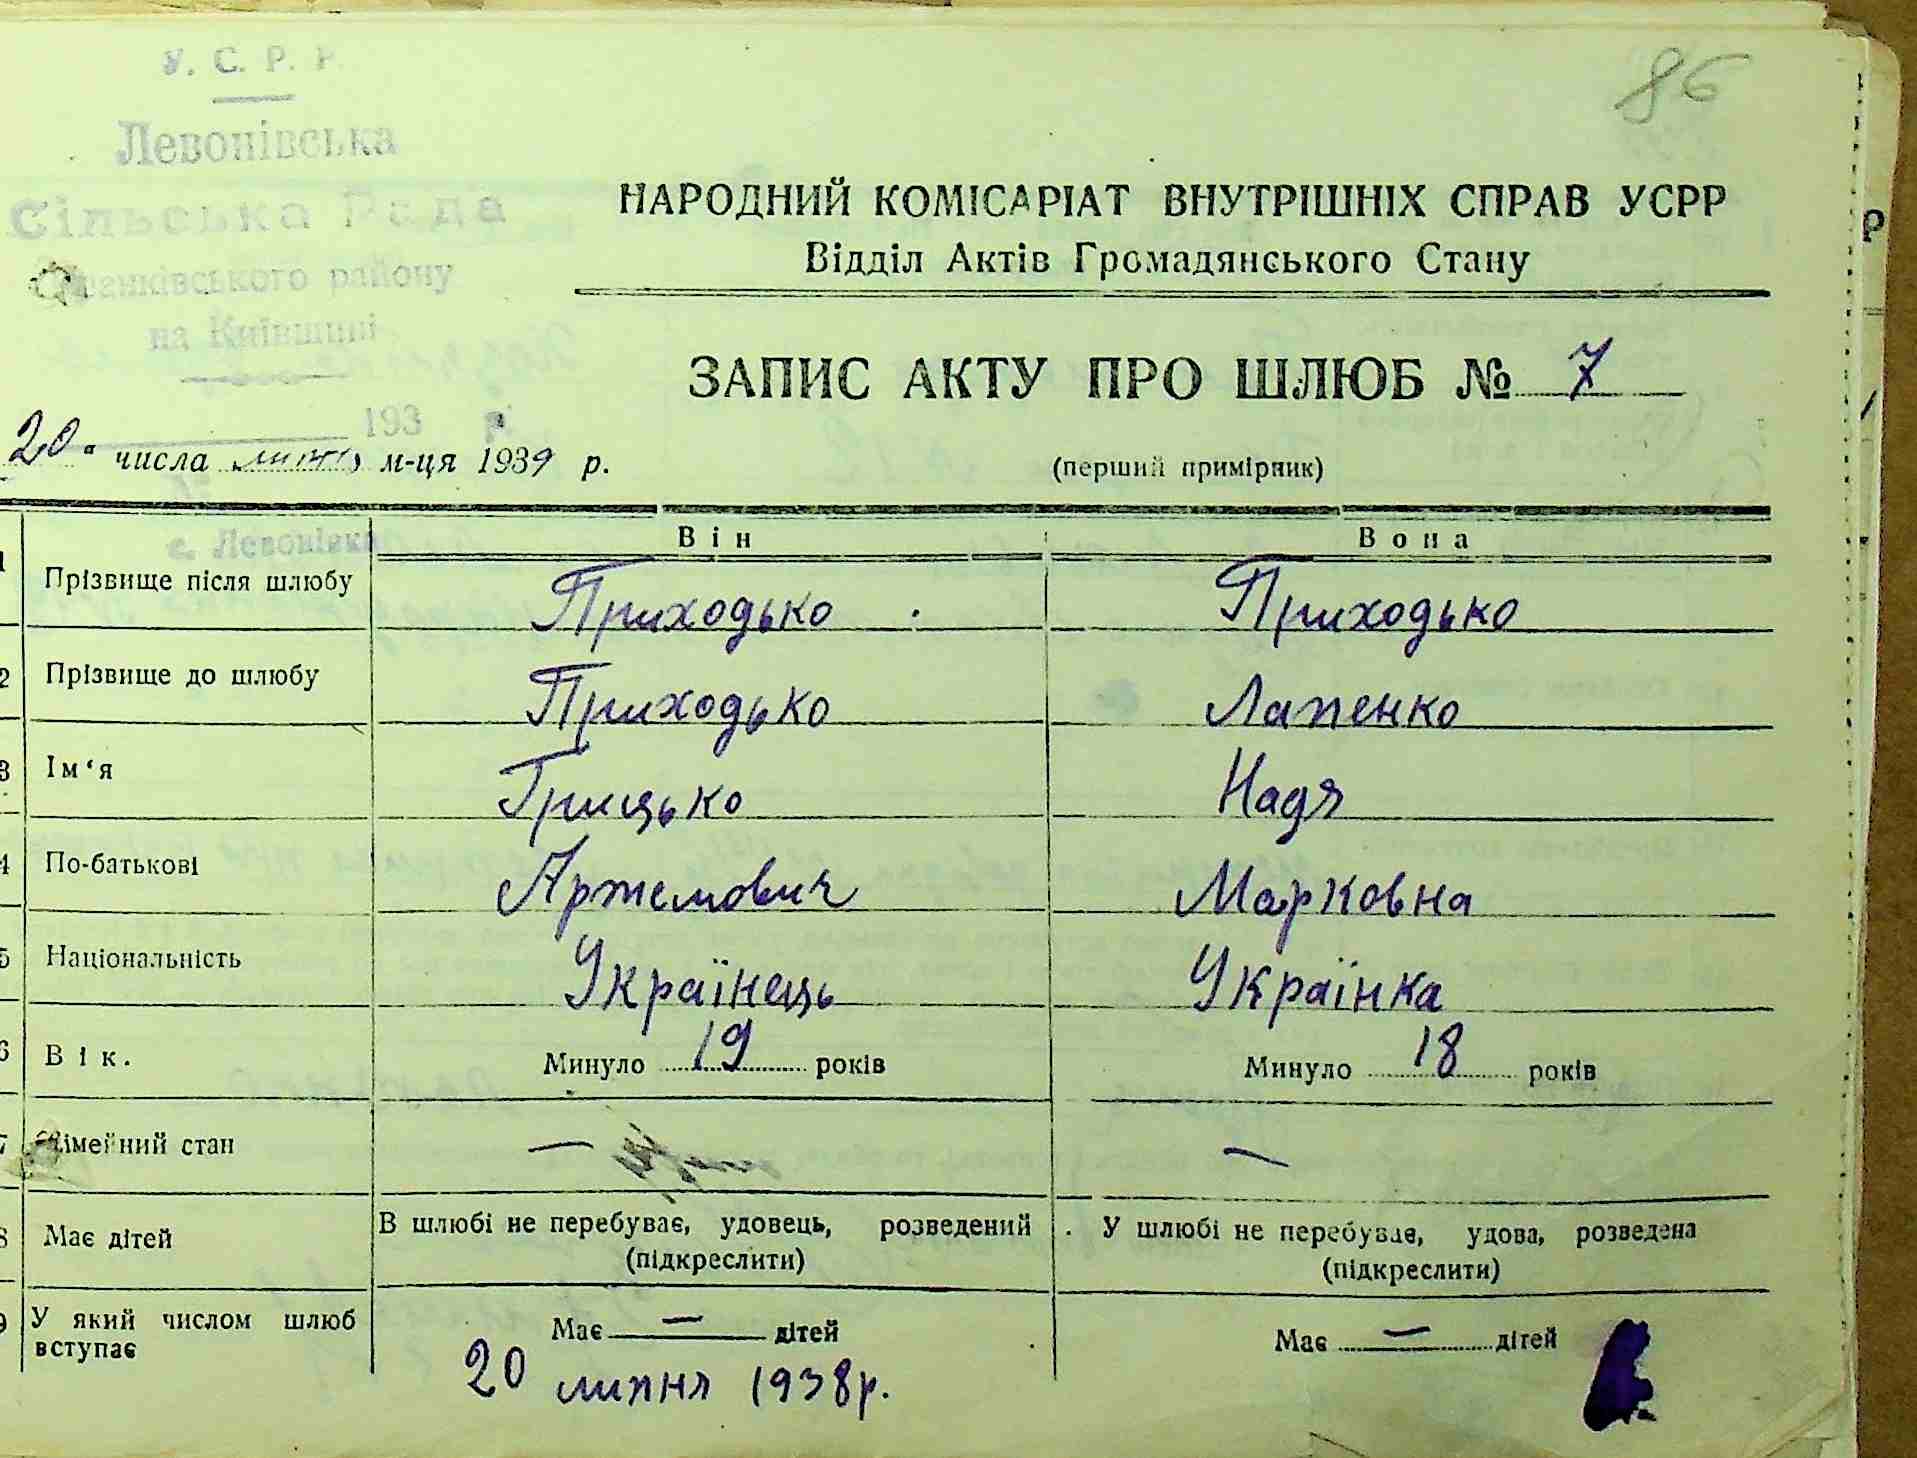 86
У. С. Р. Р.
Левонівська
Сільська Рада
району
на Київщині
193 р.
с. Левонівка
НАРОДНИЙ КОМІСАРІАТ ВНУТРІШНІХ СПРАВ УСРР
Відділ Актів Громадянського Стану
ЗАПИС АКТУ ПРО ШЛЮБ № 7
20 " числа м-ця 1939 р.
(перший примірник)
Він Вона
1 Прізвище після шлюбу Приходько Приходько
2 Прізвище до шлюбу Приходько Лапенко
3 Ім‘я Грицько Надя
4 По-батькові Артемович Марковна
5 Національність Українець Українка
6 Вік. Минуло 19 років Минуло 18 років
7 Сімейний стан — —
8 Має дітей В шлюбі не перебуває, удовець, розведений У шлюбі не перебуває, удова, розведена
(підкреслити) (підкреслити)
9 У який числом шлюб вступає Має — дітей Має — дітей
20 липня 1938р.